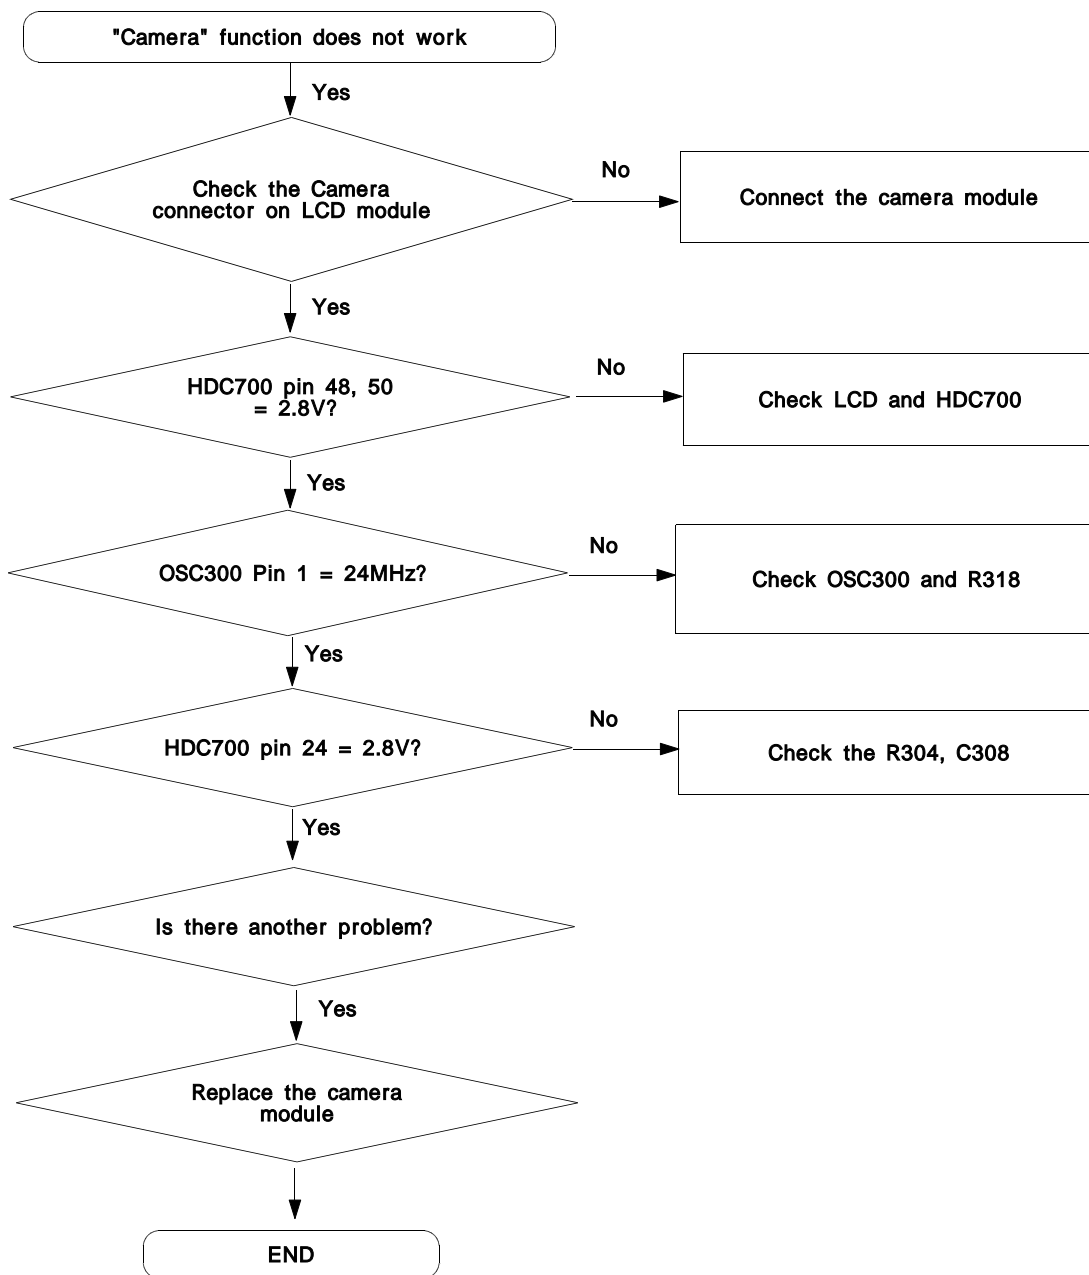 "Camera" function does not work
Yes
Check the Camera
connector on LCD module
No
Connect the camera module
Yes
HDC700 pin 48, 50
= 2.8V?
No
Check LCD and HDC700
Yes
OSC300 Pin 1 = 24MHz?
No
Check OSC300 and R318
Yes
HDC700 pin 24 = 2.8V?
No
Check the R304, C308
Yes
Is there another problem?
Yes
Replace the camera
module
END